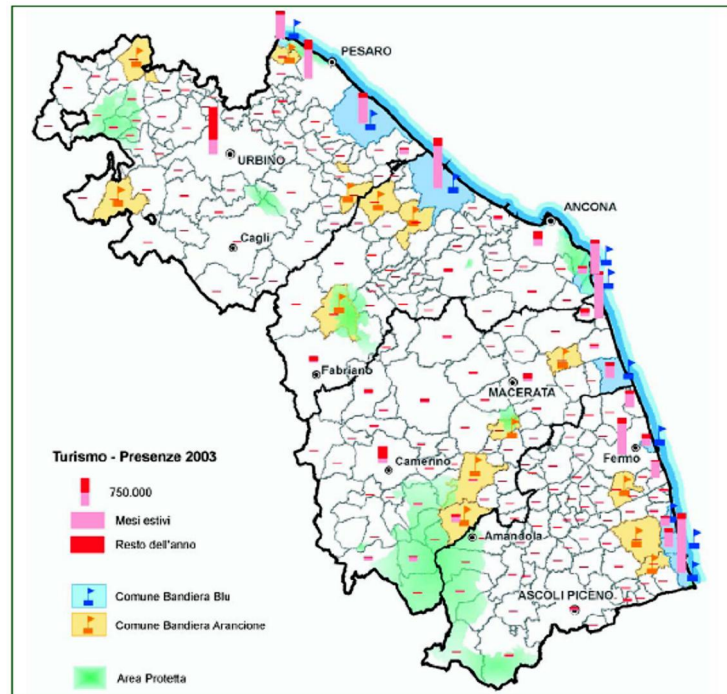 PESARO
URBINO
ANCONA
Cagli
Fabriano
MACERATA
Camerino
Fermo
Amandola
ASCOLI PICENO
Turismo - Presenze 2003
750.000
Mesi estivi
Resto dell'anno
Comune Bandiera Blu
Comune Bandiera Arancione
Area Protetta